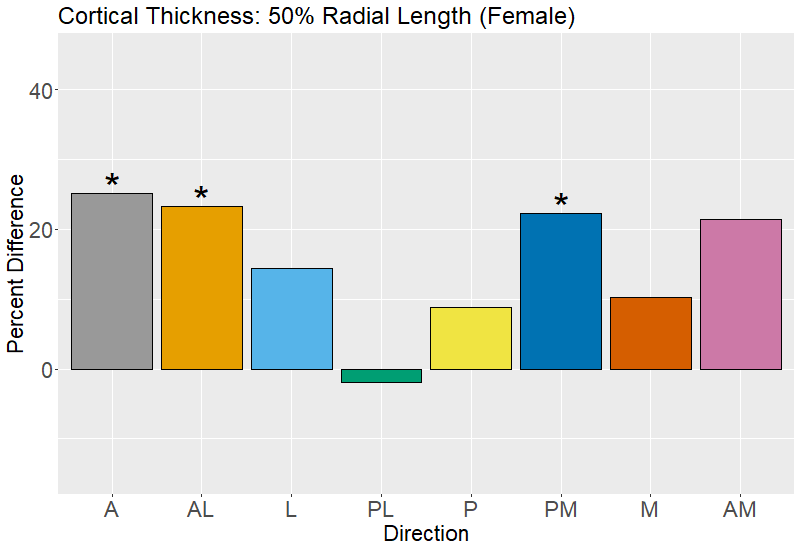 Cortical Thickness: 50% Radial Length (Female)
Percent Difference
40
20
0
* * *
A AL L PL P PM M AM
Direction